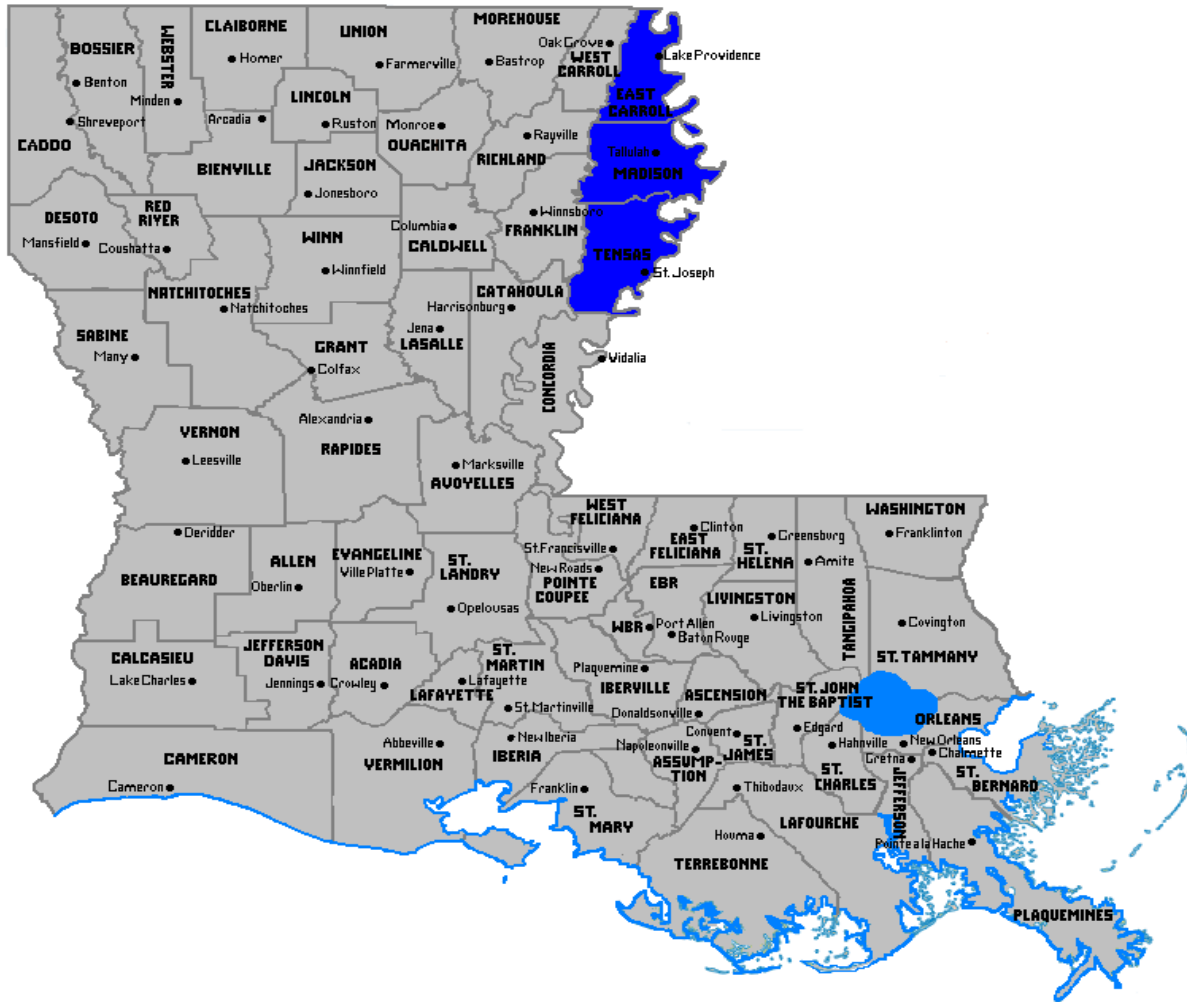 MOREHOUSE
CLAIBORNE
UNION
WEBSTER
BOSSIER
Oak Grove
WEST
CARROLL
Lake Providence
Homer
Farmerville
Bastrop
Benton
Minden
LINCOLN
EAST
CARROLL
Shreveport
Arcadia
Ruston
Monroe
OUACHITA
Rayville
CADDO
RICHLAND
Tallulah
BIENVILLE
JACKSON
MADISON
Jonesboro
RED
RIVER
DESOTO
Winnsboro
FRANKLIN
Columbia
CALDWELL
Mansfield
Coushatta
WINN
TENSAS
Winnfield
St. Joseph
NATCHITOCHES
CATAHOULA
Natchitoches
Harrisonburg
SABINE
Jena
LASALLE
GRANT
Many
Vidalia
Colfax
CONCORDIA
Alexandria
VERNON
RAPIDES
Leesville
Marksville
AVOYELLES
WEST
FELICIANA
WASHINGTON
Deridder
Clinton
Greensburg
Franklinton
EAST
FELICIANA
EVANGELINE
St. Francisville
ST.
HELENA
ALLEN
ST.
LANDRY
Amite
BEAUREGARD
Ville Platte
New Roads
Oberlin
POINTE
COUPEE
EBR
LIVINGSTON
Opelousas
Livingston
TANGIPAHOA
WBR
Port Allen
Baton Rouge
Covington
JEFFERSON
DAVIS
CALCASIEU
ACADIA
ST.
MARTIN
ST. TAMMANY
Plaquemine
Lake Charles
Jennings
Crowley
LAFAYETTE
Lafayette
IBERVILLE
ASCENSION
ST. JOHN
THE BAPTIST
St. Martinville
Donaldsonville
ORLEANS
Edgard
Convent
New Iberia
Abbeville
Napoleonville
ST.
JAMES
Hahnville
New Orleans
Chalmette
CAMERON
VERMILION
IBERIA
ASSUMP-
TION
Gretna
ST.
CHARLES
JEFFERSON
ST.
BERNARD
Cameron
Franklin
Thibodaux
ST.
MARY
LAFOURCHE
Houma
Pointe a la Hache
TERREBONNE
PLAQUEMINES